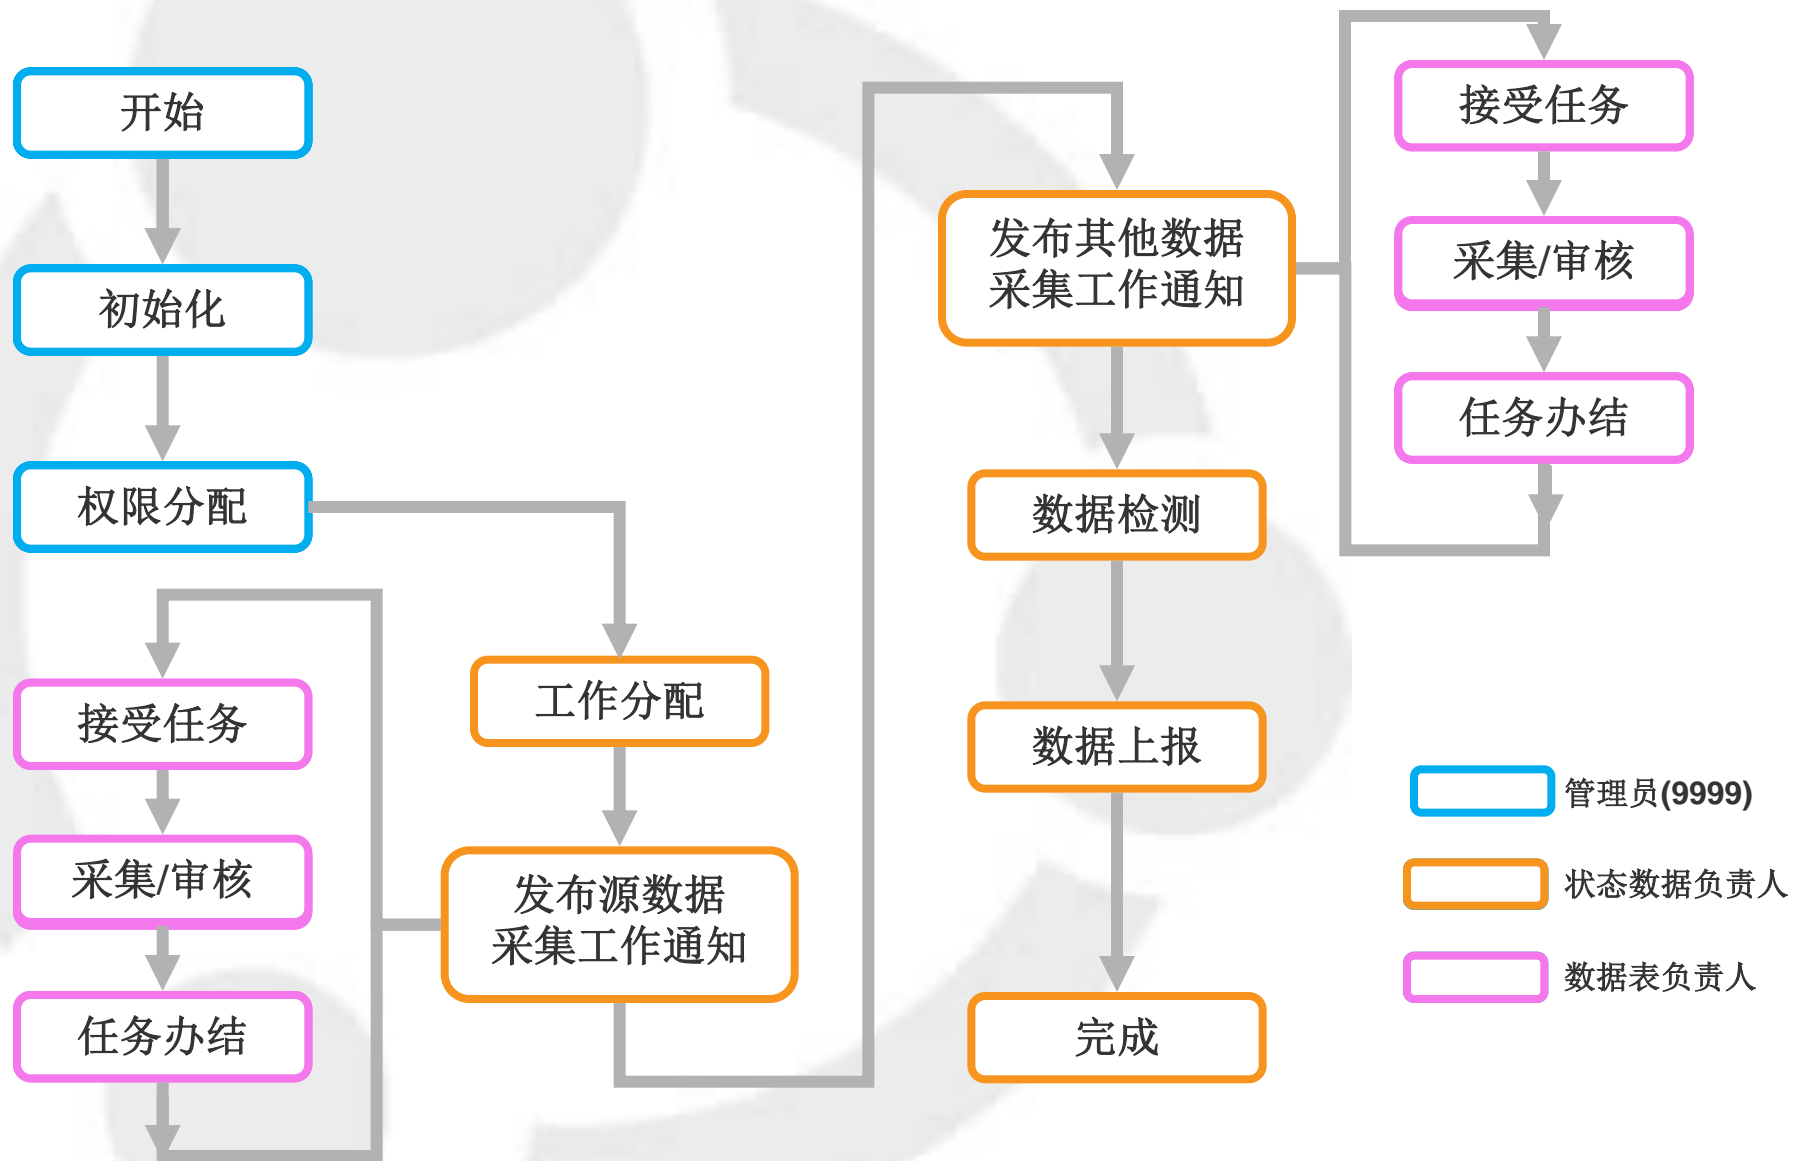 开始
初始化
权限分配
接受任务
采集/审核
任务办结
工作分配
发布源数据
采集工作通知
发布其他数据
采集工作通知
数据检测
数据上报
完成
接受任务
采集/审核
任务办结
管理员(9999)
状态数据负责人
数据表负责人